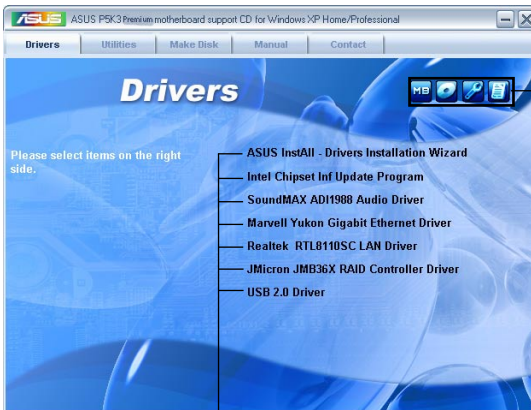 ASUS ASUS P5K3 Premium motherboard support CD for Windows XP Home/Professional
Drivers Utilities Make Disk Manual Contact
Drivers
MB
Please select items on the right
side.
ASUS InstAll - Drivers Installation Wizard
Intel Chipset Inf Update Program
SoundMAX ADI1988 Audio Driver
Marvell Yukon Gigabit Ethernet Driver
Realtek RTL8110SC LAN Driver
JMicron JMB36X RAID Controller Driver
USB 2.0 Driver